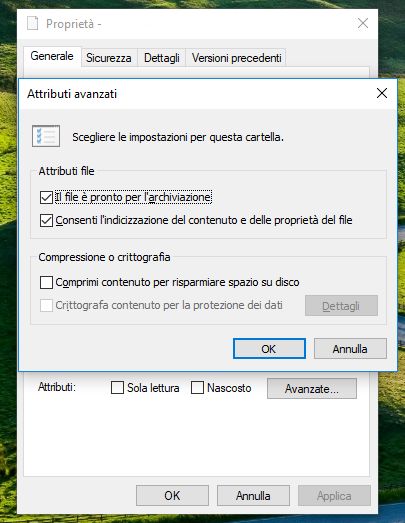 Proprietà -
Generale Sicurezza Dettagli Versioni precedenti
Attributi avanzati
Scegliere le impostazioni per questa cartella.
Attributi file
Il file è pronto per l'archiviazione
Consenti l'indicizzazione del contenuto e delle proprietà del file
Compressione o crittografia
Comprimi contenuto per risparmiare spazio su disco
Crittografa contenuto per la protezione dei dati Dettagli
OK Annulla
Attributi: Sola lettura Nascosto Avanzate...
OK Annulla Applica